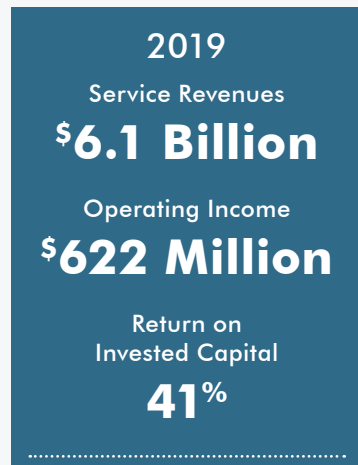 2019
Service Revenues
$6.1 Billion
Operating Income
$622 Million
Return on
Invested Capital
41%